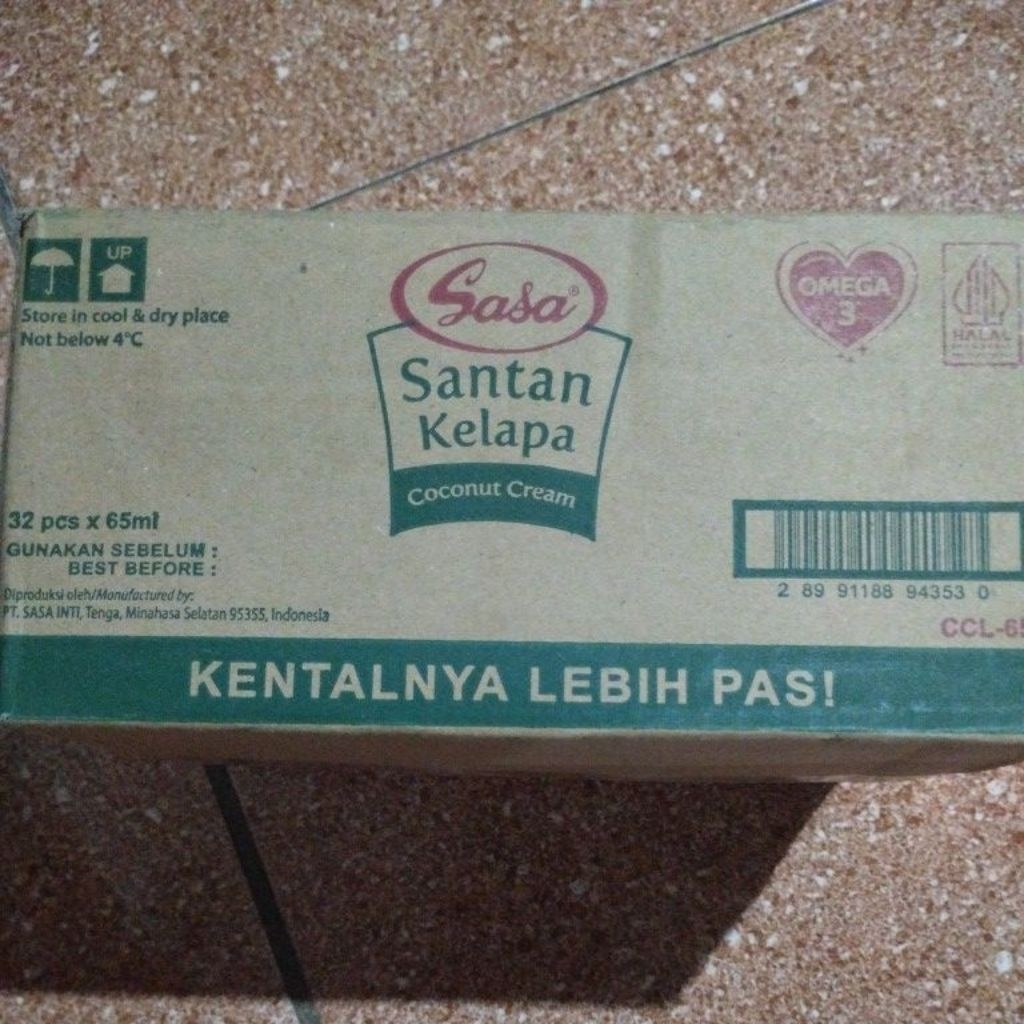 UP
Store in cool & dry place
Not below 4°C
Sasa®
Santan
Kelapa
Coconut Cream
OMEGA
3
HALAL
32 pcs x 65ml
GUNAKAN SEBELUM :
BEST BEFORE :
Diproduksi oleh/Manufactured by:
PT. SASA INTI, Tenga, Minahasa Selatan 95355, Indonesia
2 89 91188 94353 0
CCL-65
KENTALNYA LEBIH PAS!